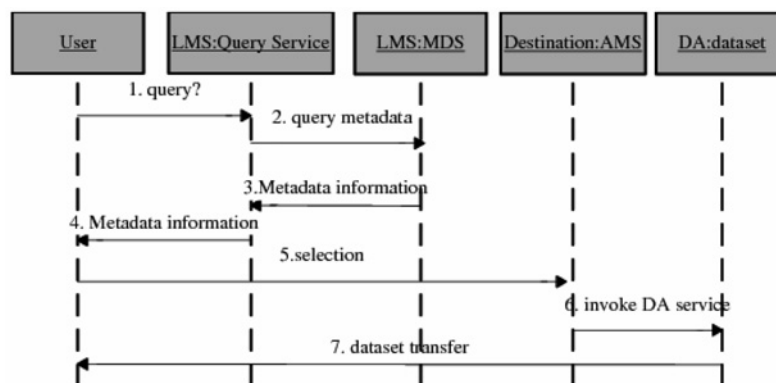 User
LMS:Query Service
LMS:MDS
Destination:AMS
DA:dataset
1. query?
2. query metadata
3.Metadata information
4. Metadata information
5.selection
6. invoke DA service
7. dataset transfer